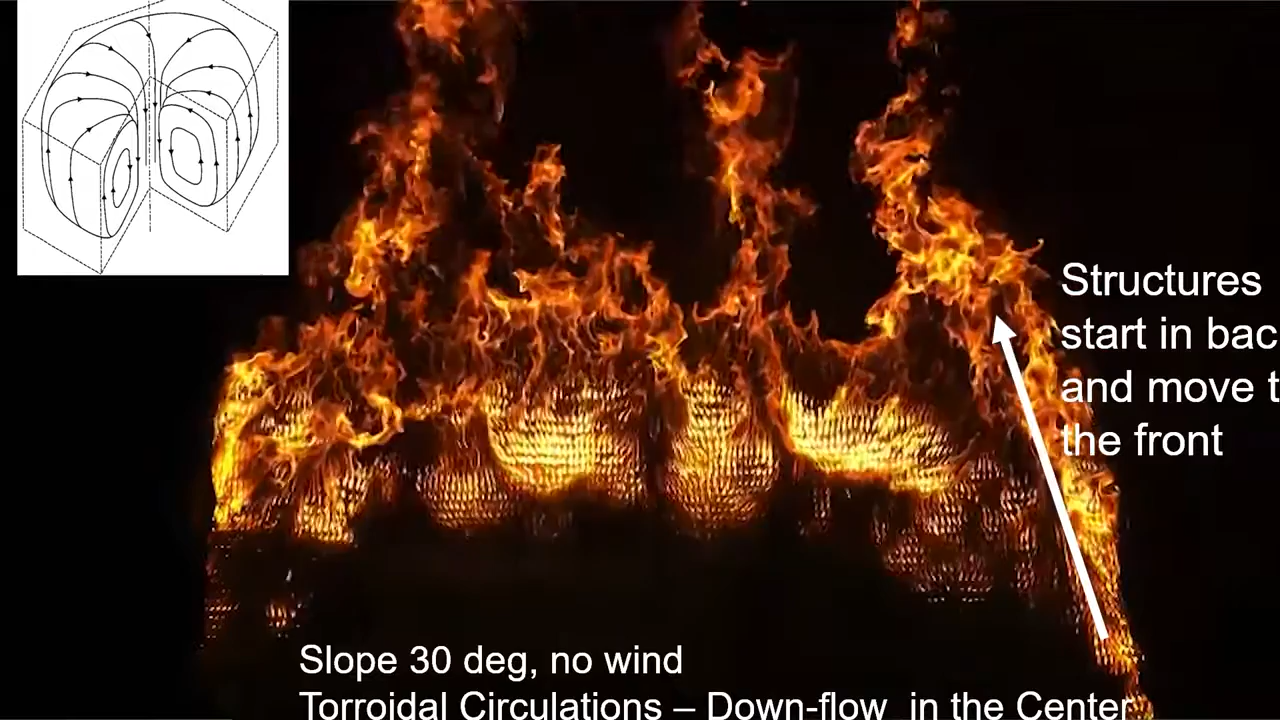 Structures
start in bac
and move t
the front
Slope 30 deg, no wind
Torroidal Circulations – Down-flow in the Center